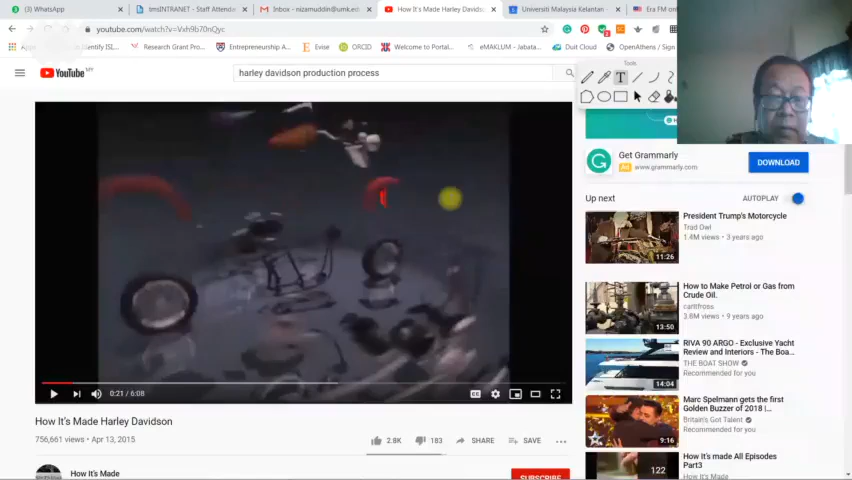 (3) WhatsApp
timsINTRANET - Staff Attenda
Inbox - nizamuddin@umk.edu
How It's Made Harley Davidson
Universiti Malaysia Kelantan
Era FM onl
youtube.com/watch?v=Vxh9b70nQyc
Research Grant Pro...
Entrepreneurship A...
Evise
ORCID
Welcome to Portal...
eMAKLUM - Jabata...
Duit Cloud
OpenAthens / Sign
YouTube MY
harley davidson production process
Tools
T
Get Grammarly
Ad www.grammarly.com
DOWNLOAD
Up next
AUTOPLAY
President Trump's Motorcycle
Trad Owl
1.4M views • 3 years ago
11:26
How to Make Petrol or Gas from
Crude Oil.
carltfross
3.6M views • 9 years ago
13:50
RIVA 90 ARGO - Exclusive Yacht
Review and Interiors - The Boa...
THE BOAT SHOW
Recommended for you
14:04
Marc Spelmann gets the first
Golden Buzzer of 2018 |...
Britain's Got Talent
Recommended for you
9:16
How It's made All Episodes
Part3
How It's Made
122
0:21 / 6:08
How It's Made Harley Davidson
756,661 views • Apr 13, 2015
2.8K
183
SHARE
SAVE
How It's Made
SUBSCRIBE